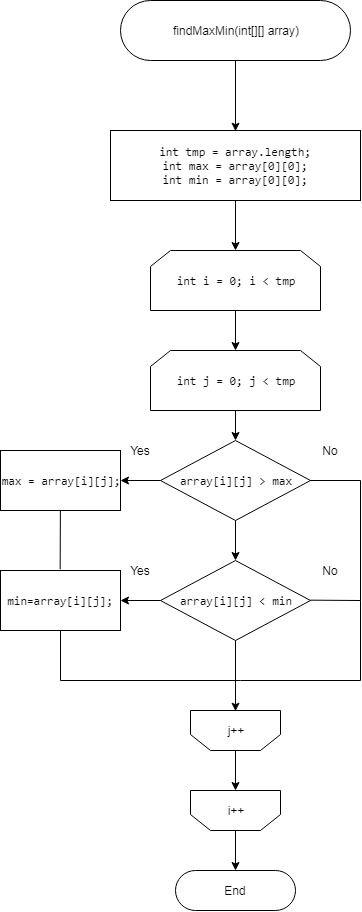 findMaxMin(int[][] array)
int tmp = array.length;
int max = array[0][0];
int min = array[0][0];
int i = 0; i < tmp
int j = 0; j < tmp
Yes
No
max = array[i][j];
array[i][j] > max
Yes
No
min=array[i][j];
array[i][j] < min
j++
i++
End